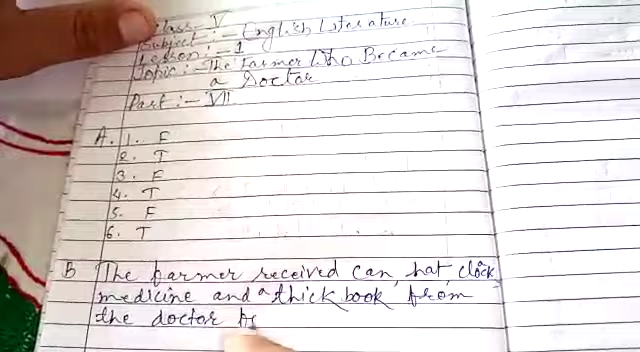 Class - V
Subject :- English Literature
Lesson :- 1
Topic :- The Farmer Who Became
a Doctor
Part :- VII
A. 1. F
2. T
3. F
4. T
5. F
6. T
B The farmer received can, hat, clock,
medicine and a thick book from
the doctor As